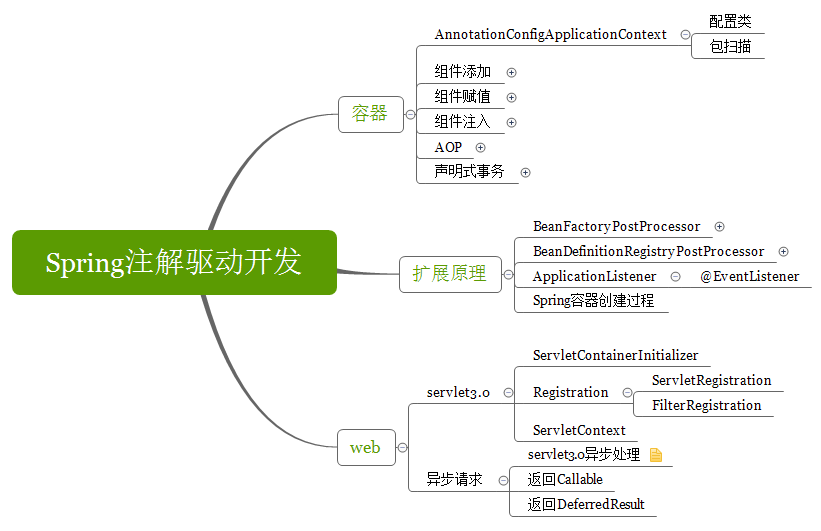 Spring注解驱动开发
容器
AnnotationConfigApplicationContext
配置类
包扫描
组件添加
组件赋值
组件注入
AOP
声明式事务
扩展原理
BeanFactoryPostProcessor
BeanDefinitionRegistryPostProcessor
ApplicationListener
@EventListener
Spring容器创建过程
web
servlet3.0
ServletContainerInitializer
Registration
ServletRegistration
FilterRegistration
ServletContext
异步请求
servlet3.0异步处理
返回Callable
返回DeferredResult